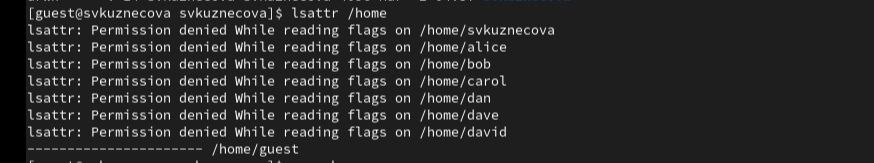 [guest@svkuznecova svkuznecova]$ lsattr /home
lsattr: Permission denied While reading flags on /home/svkuznecova
lsattr: Permission denied While reading flags on /home/alice
lsattr: Permission denied While reading flags on /home/bob
lsattr: Permission denied While reading flags on /home/carol
lsattr: Permission denied While reading flags on /home/dan
lsattr: Permission denied While reading flags on /home/dave
lsattr: Permission denied While reading flags on /home/david
---------------------- /home/guest